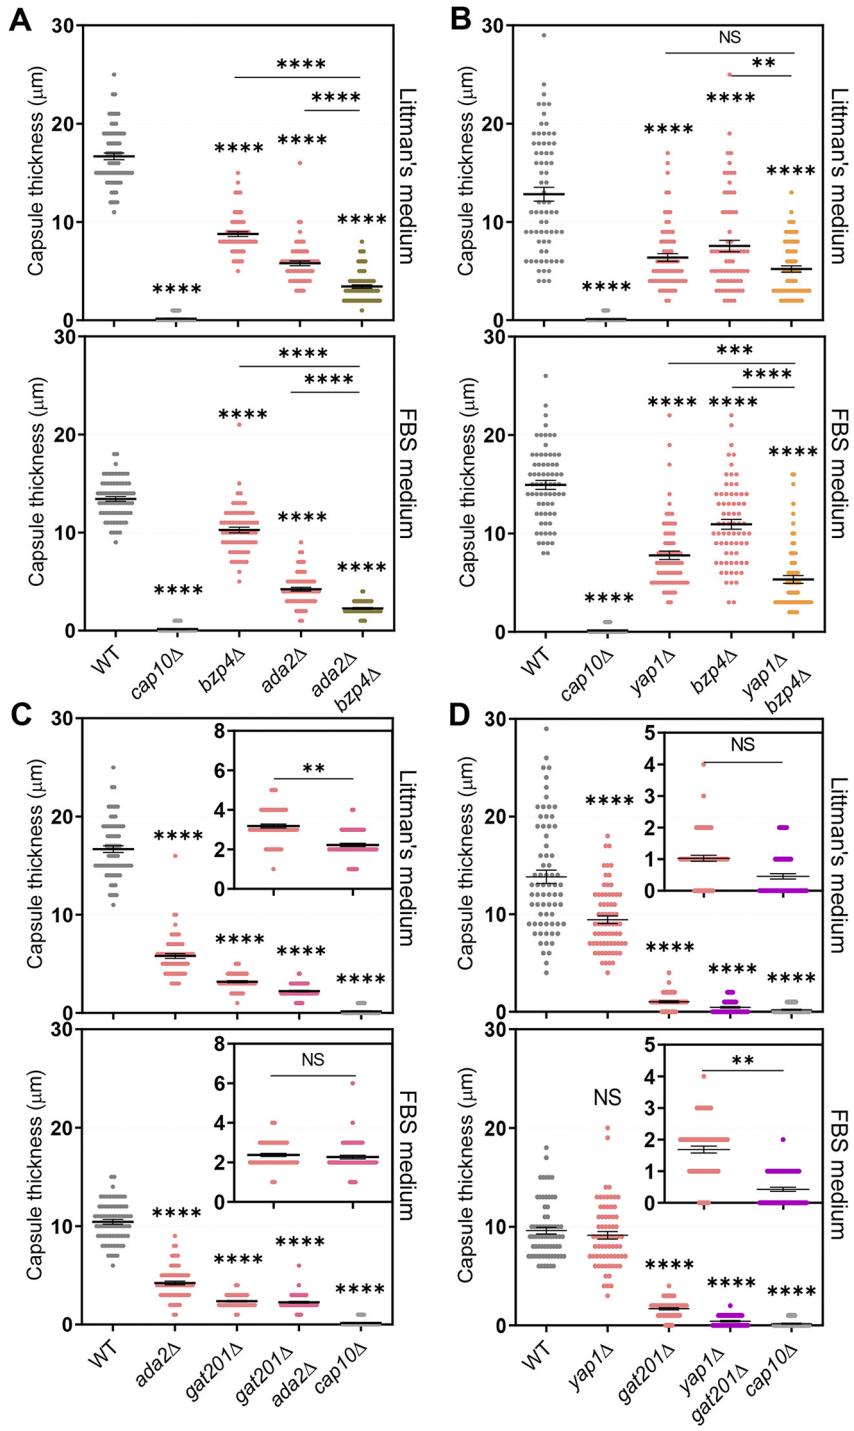 A
30
20
10
0
Capsule thickness (μm)
****
****
****
****
****
****
Littman's medium
30
20
10
0
Capsule thickness (μm)
****
****
****
****
****
****
FBS medium
WT
cap10Δ
bzp4Δ
ada2Δ
ada2Δ
bzp4Δ
B
30
20
10
0
Capsule thickness (μm)
NS
**
****
****
****
****
Littman's medium
30
20
10
0
Capsule thickness (μm)
***
****
****
****
****
****
FBS medium
WT
cap10Δ
yap1Δ
bzp4Δ
yap1Δ
bzp4Δ
C
30
20
10
0
Capsule thickness (μm)
8
6
4
2
0
**
****
****
****
****
Littman's medium
30
20
10
0
Capsule thickness (μm)
8
6
4
2
0
NS
****
****
****
****
FBS medium
WT
ada2Δ
gat201Δ
gat201Δ
ada2Δ
cap10Δ
D
30
20
10
0
Capsule thickness (μm)
5
4
3
2
1
0
NS
****
****
****
****
Littman's medium
30
20
10
0
Capsule thickness (μm)
5
4
3
2
1
0
**
NS
****
****
****
FBS medium
WT
yap1Δ
gat201Δ
yap1Δ
gat201Δ
cap10Δ